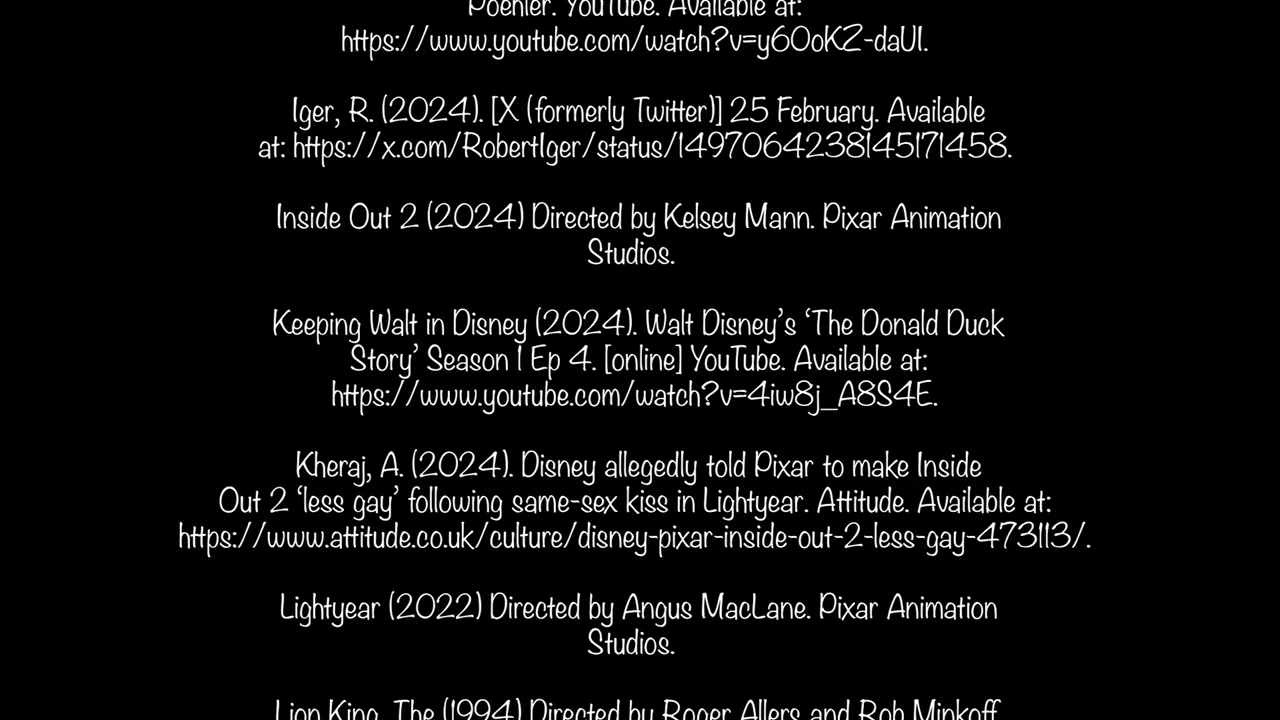 Poehler. YouTube. Available at:
https://www.youtube.com/watch?v=y6OoKZ-daUI.
Iger, R. (2024). [X (formerly Twitter)] 25 February. Available
at: https://x.com/RobertIger/status/1497064238145171458.
Inside Out 2 (2024) Directed by Kelsey Mann. Pixar Animation
Studios.
Keeping Walt in Disney (2024). Walt Disney’s ‘The Donald Duck
Story’ Season 1 Ep 4. [online] YouTube. Available at:
https://www.youtube.com/watch?v=4iw8j_A8S4E.
Kheraj, A. (2024). Disney allegedly told Pixar to make Inside
Out 2 ‘less gay’ following same-sex kiss in Lightyear. Attitude. Available at:
https://www.attitude.co.uk/culture/disney-pixar-inside-out-2-less-gay-473113/.
Lightyear (2022) Directed by Angus MacLane. Pixar Animation
Studios.
Lion King, The (1994) Directed by Roger Allers and Rob Minkoff.